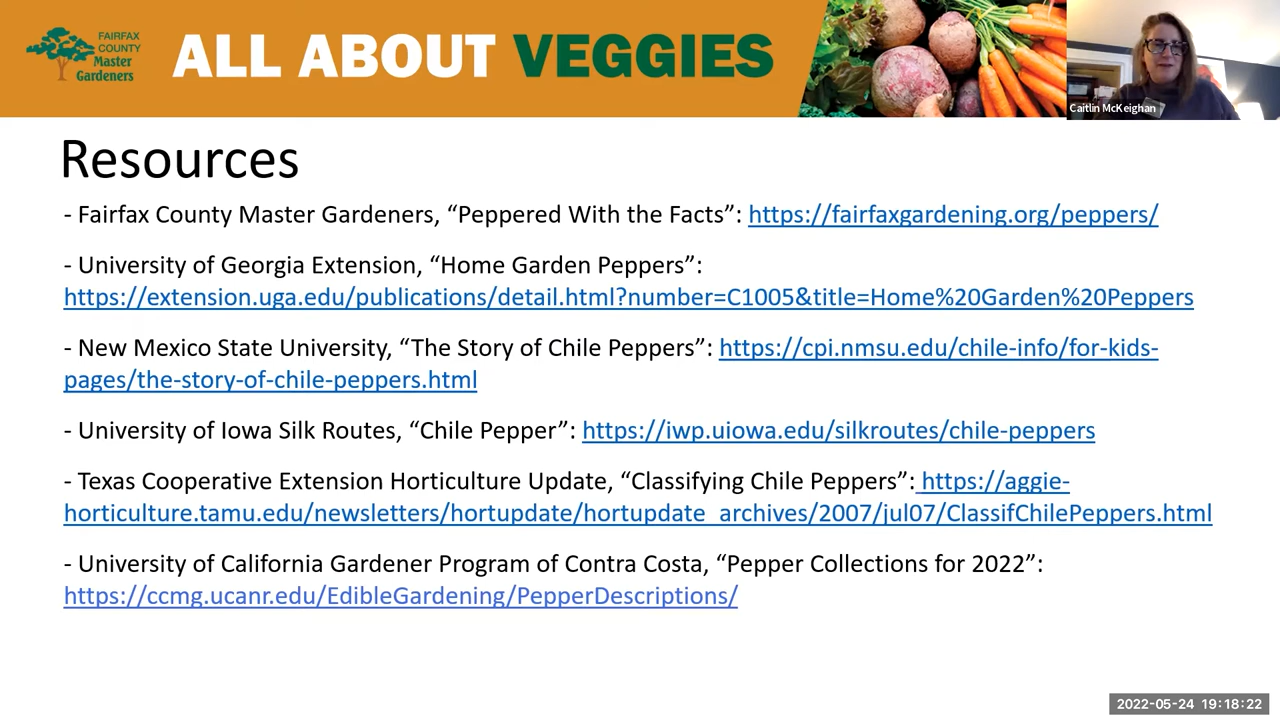 FAIRFAX
COUNTY
Master
Gardeners
ALL ABOUT VEGGIES
Caitlin McKeighan
Resources
- Fairfax County Master Gardeners, “Peppered With the Facts”: https://fairfaxgardening.org/peppers/
- University of Georgia Extension, “Home Garden Peppers”:
https://extension.uga.edu/publications/detail.html?number=C1005&title=Home%20Garden%20Peppers
- New Mexico State University, “The Story of Chile Peppers”: https://cpi.nmsu.edu/chile-info/for-kids-
pages/the-story-of-chile-peppers.html
- University of Iowa Silk Routes, “Chile Pepper”: https://iwp.uiowa.edu/silkroutes/chile-peppers
- Texas Cooperative Extension Horticulture Update, “Classifying Chile Peppers”: https://aggie-
horticulture.tamu.edu/newsletters/hortupdate/hortupdate_archives/2007/jul07/ClassifChilePeppers.html
- University of California Gardener Program of Contra Costa, “Pepper Collections for 2022”:
https://ccmg.ucanr.edu/EdibleGardening/PepperDescriptions/
2022-05-24 19:18:22